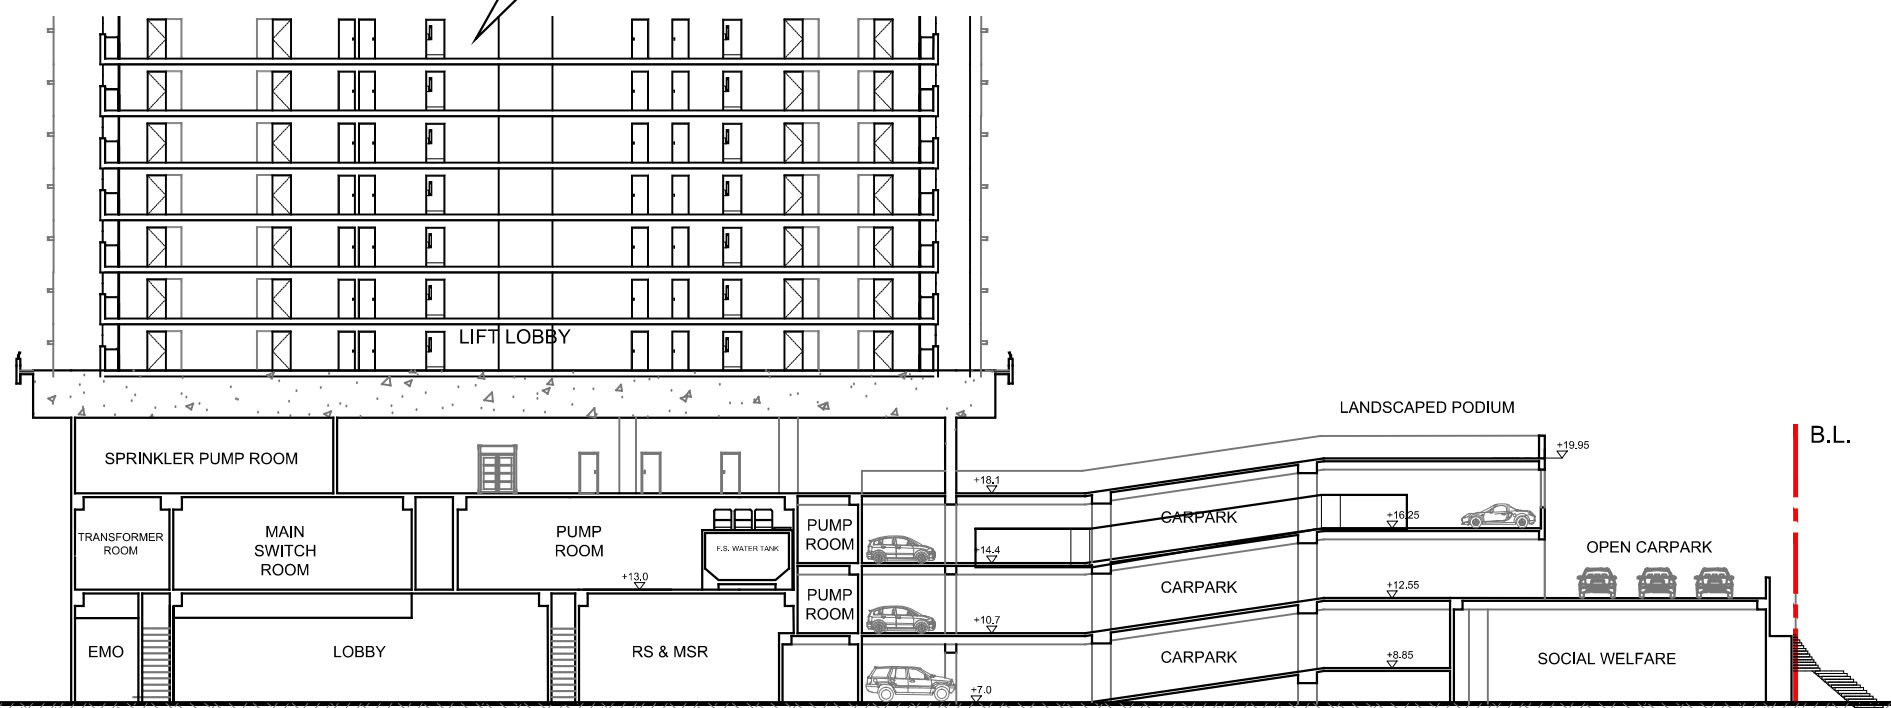 LIFT LOBBY
LANDSCAPED PODIUM
B.L.
+19.95
SPRINKLER PUMP ROOM
+18.1
TRANSFORMER
ROOM
MAIN
SWITCH
ROOM
PUMP
ROOM
F.S. WATER TANK
PUMP
ROOM
CARPARK
+16.25
+14.4
OPEN CARPARK
+13.0
PUMP
ROOM
CARPARK
+12.55
+10.7
EMO
LOBBY
RS & MSR
CARPARK
+8.85
SOCIAL WELFARE
+7.0